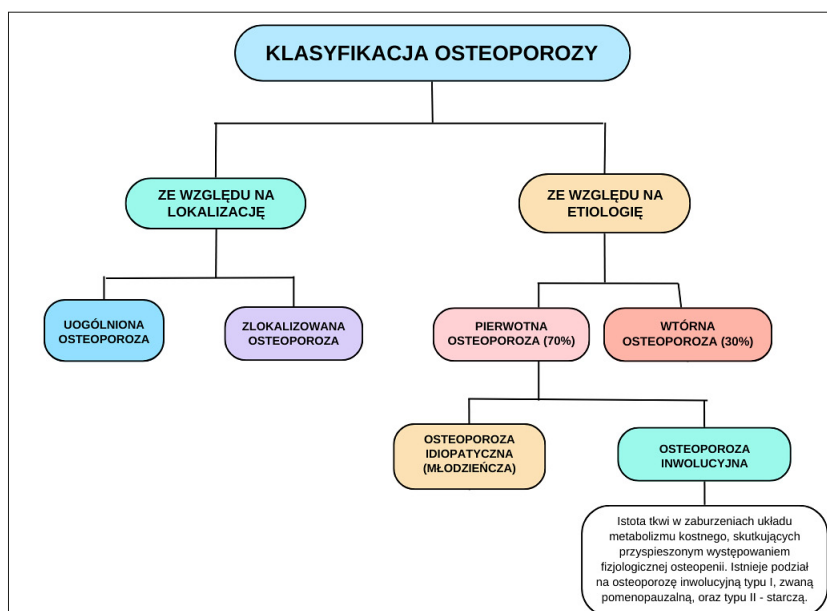 KLASYFIKACJA OSTEOPOROZY
ZE WZGLĘDU NA
LOKALIZACJĘ
ZE WZGLĘDU NA
ETIOLOGIĘ
UOGÓLNIONA
OSTEOPOROZA
ZLOKALIZOWANA
OSTEOPOROZA
PIERWOTNA
OSTEOPOROZA (70%)
WTÓRNA
OSTEOPOROZA (30%)
OSTEOPOROZA
IDIOPATYCZNA
(MŁODZIEŃCZA)
OSTEOPOROZA
INWOLUCYJNA
Istota tkwi w zaburzeniach układu
metabolizmu kostnego, skutkujących
przyspieszonym występowaniem
fizjologicznej osteopenii. Istnieje podział
na osteoporozę inwolucyjną typu I, zwaną
pomenopauzalną, oraz typu II - starczą.